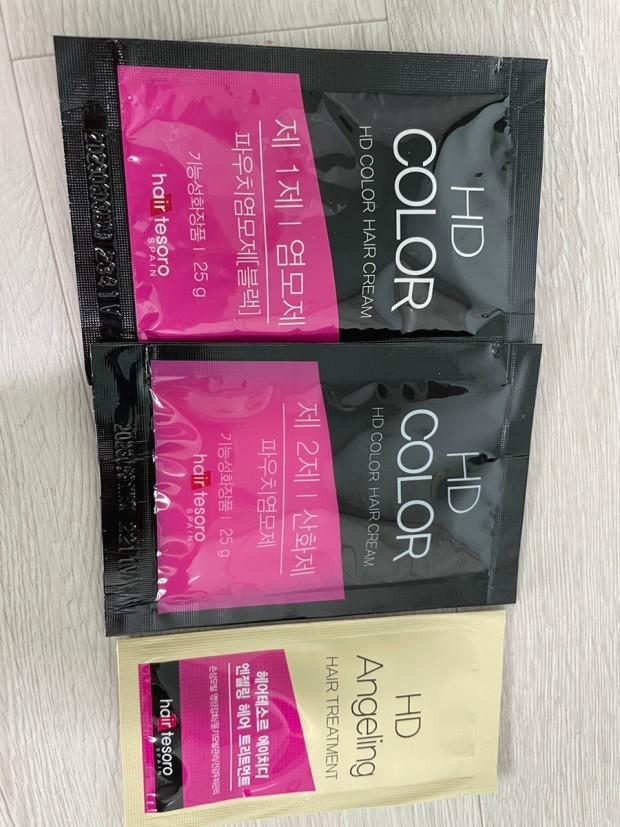 HD
COLOR
HD COLOR HAIR CREAM
제 1제 | 염모제
파우치염모제[블랙]
기능성화장품 | 25 g
hair tesoro
SPAIN
HD
COLOR
HD COLOR HAIR CREAM
제 2제 | 산화제
파우치염모제
기능성화장품 | 25 g
hair tesoro
SPAIN
HD
Angeling
HAIR TREATMENT
헤어테소르 에이치디
엔젤링 헤어 트리트먼트
hair tesoro
SPAIN